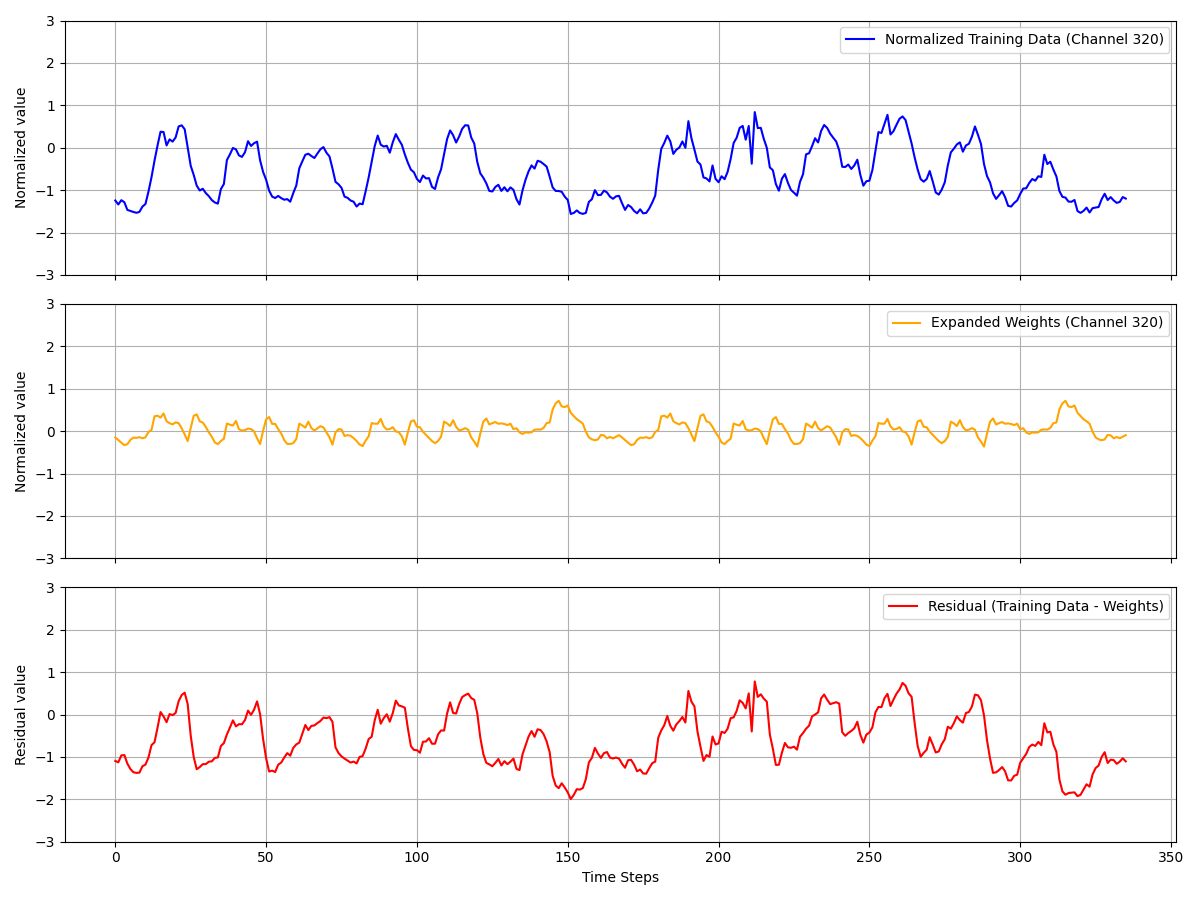 Normalized value
3
2
1
0
−1
−2
−3
Normalized Training Data (Channel 320)
Normalized value
3
2
1
0
−1
−2
−3
Expanded Weights (Channel 320)
Residual value
3
2
1
0
−1
−2
−3
Residual (Training Data - Weights)
0 50 100 150 200 250 300 350
Time Steps